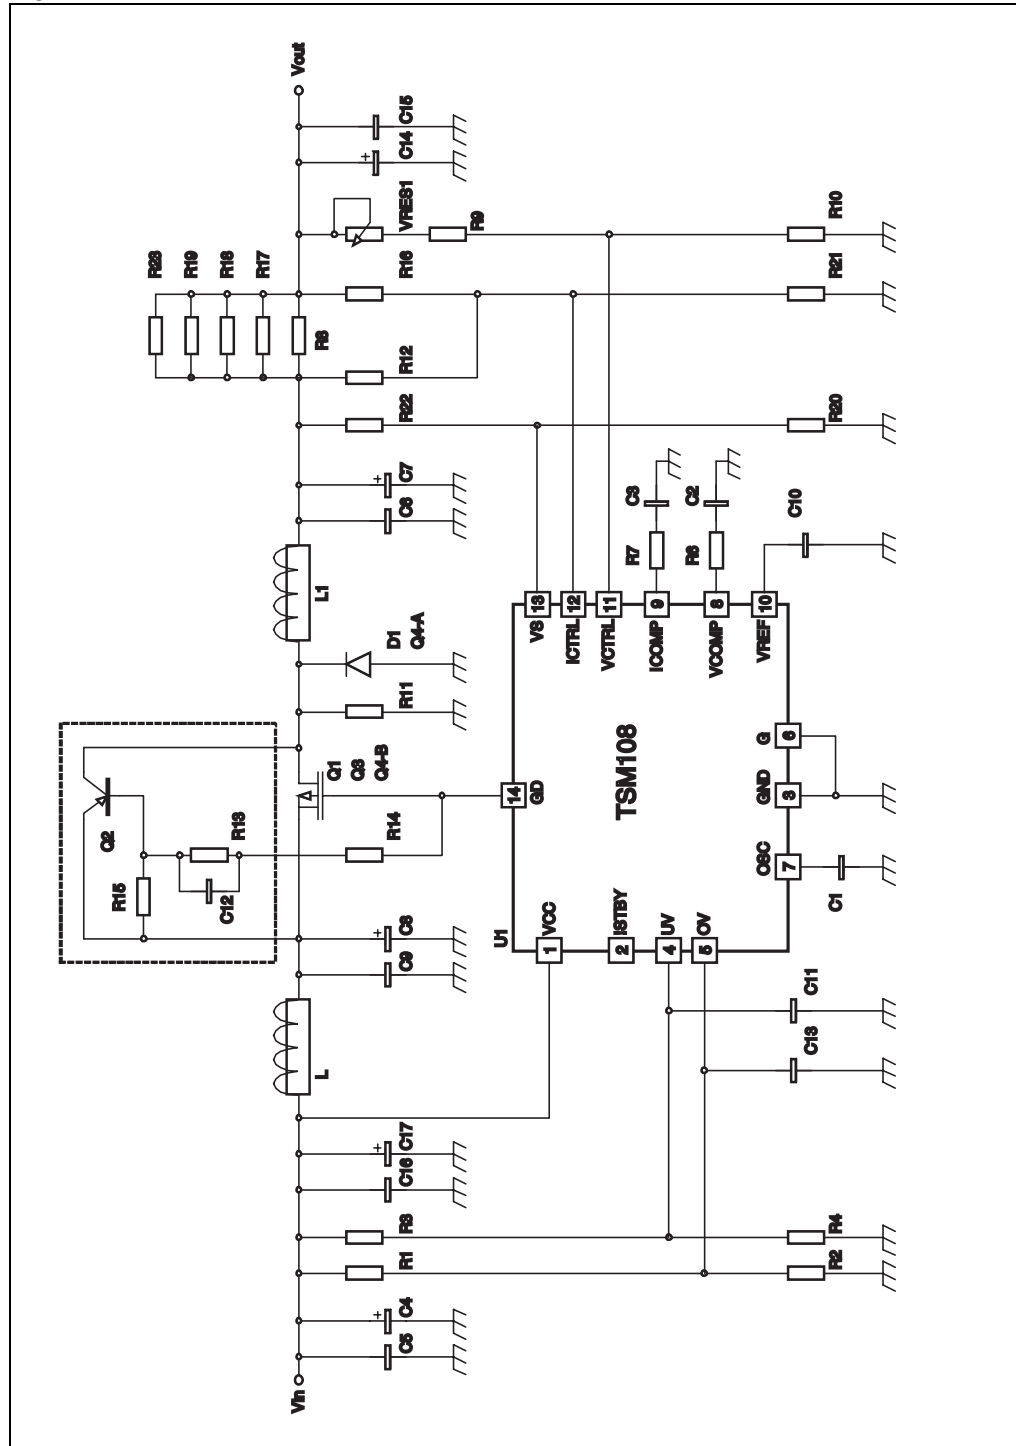 Vout
C15
C14
VRES1
R9
R10
R23
R19
R18
R17
R16
R21
R8
R12
R22
R20
C7
C6
C3
C2
C10
R7
R6
L1
13
12
11
9
8
10
VS
ICTRL
VCTRL
ICOMP
VCOMP
VREF
D1
Q4-A
R11
TSM108
G
6
Q1
Q3
Q4-B
14
GD
GND
3
Q2
R13
R14
OSC
7
R15
C12
C1
C8
C9
U1
VCC
1
ISTBY
2
UV
4
OV
5
C11
C13
L
C17
C16
R3
R4
R1
R2
C4
C5
Vin